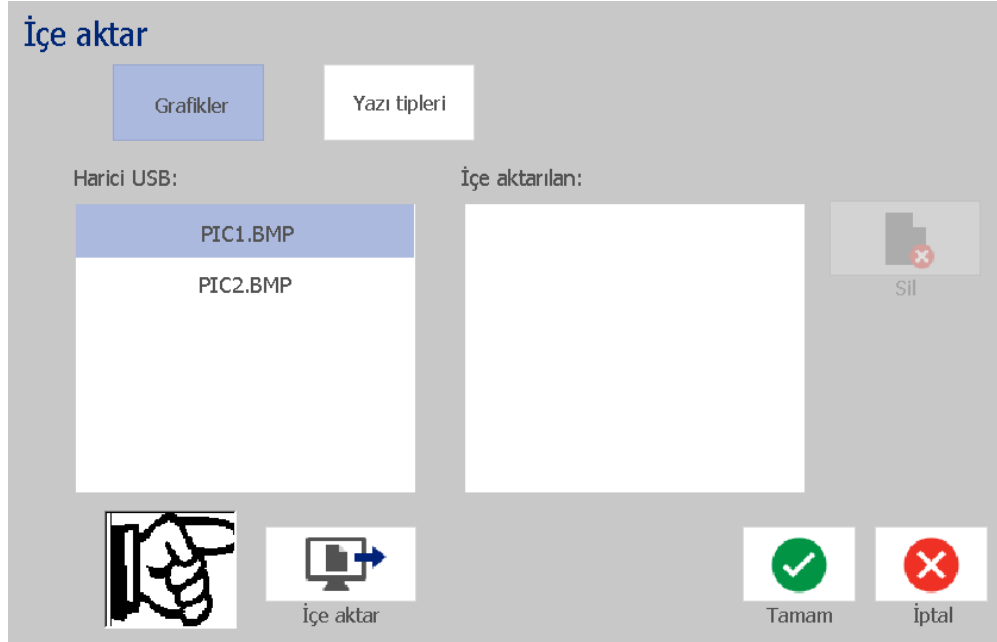 İçe aktar
Grafikler
Yazı tipleri
Harici USB:
İçe aktarılan:
PIC1.BMP
PIC2.BMP
Sil
İçe aktar
Tamam
İptal